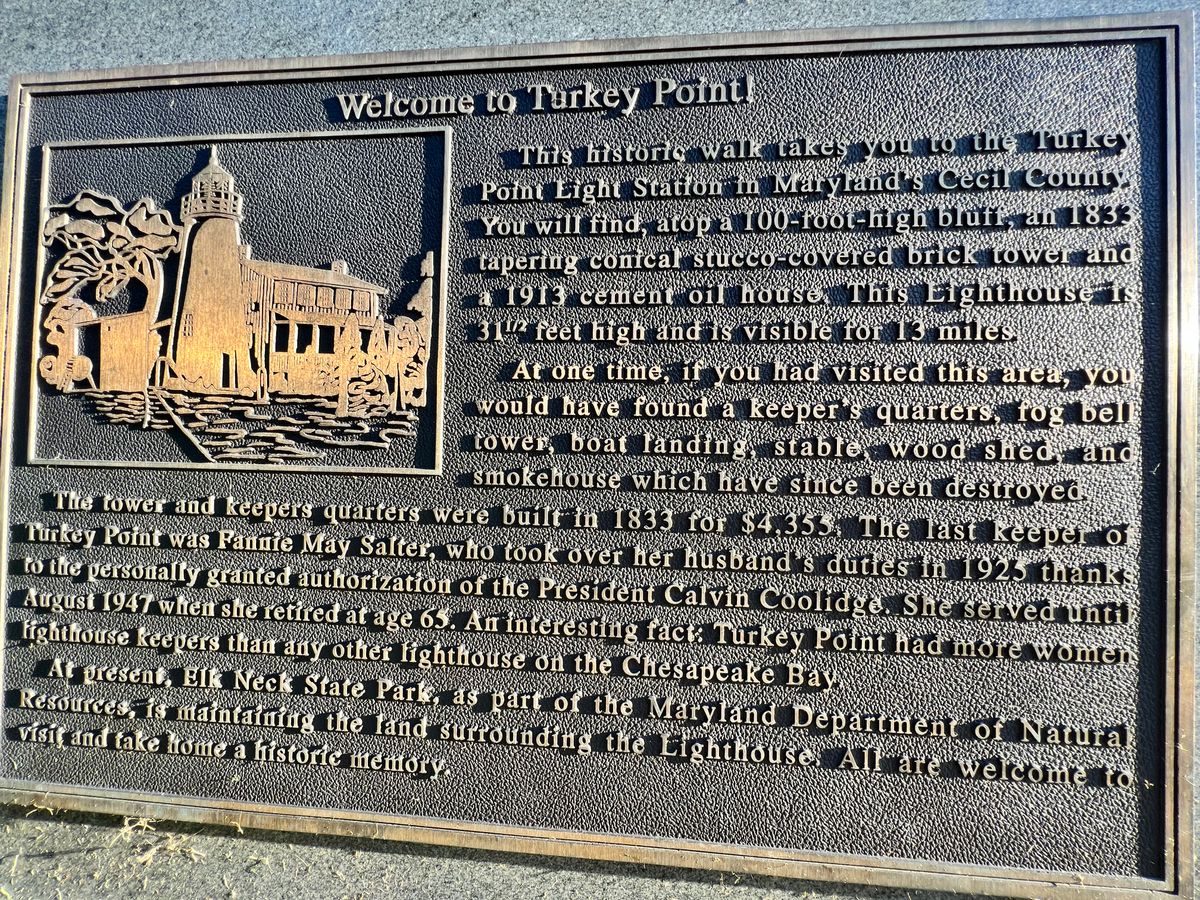 Welcome to Turkey Point!
This historic walk takes you to the Turkey
Point Light Station in Maryland's Cecil County.
You will find, atop a 100-foot-high bluff, an 1833
tapering conical stucco-covered brick tower and
a 1913 cement oil house. This Lighthouse is
31 1/2 feet high and is visible for 13 miles.
At one time, if you had visited this area, you
would have found a keeper's quarters, fog bell
tower, boat landing, stable, wood shed, and
smokehouse which have since been destroyed.
The tower and keepers quarters were built in 1833 for $4,355. The last keeper of
Turkey Point was Fannie May Salter, who took over her husband's duties in 1925 thanks
to the personally granted authorization of the President Calvin Coolidge. She served until
August 1947 when she retired at age 65. An interesting fact: Turkey Point had more women
lighthouse keepers than any other lighthouse on the Chesapeake Bay.
At present, Elk Neck State Park, as part of the Maryland Department of Natural
Resources, is maintaining the land surrounding the Lighthouse. All are welcome to
visit and take home a historic memory.